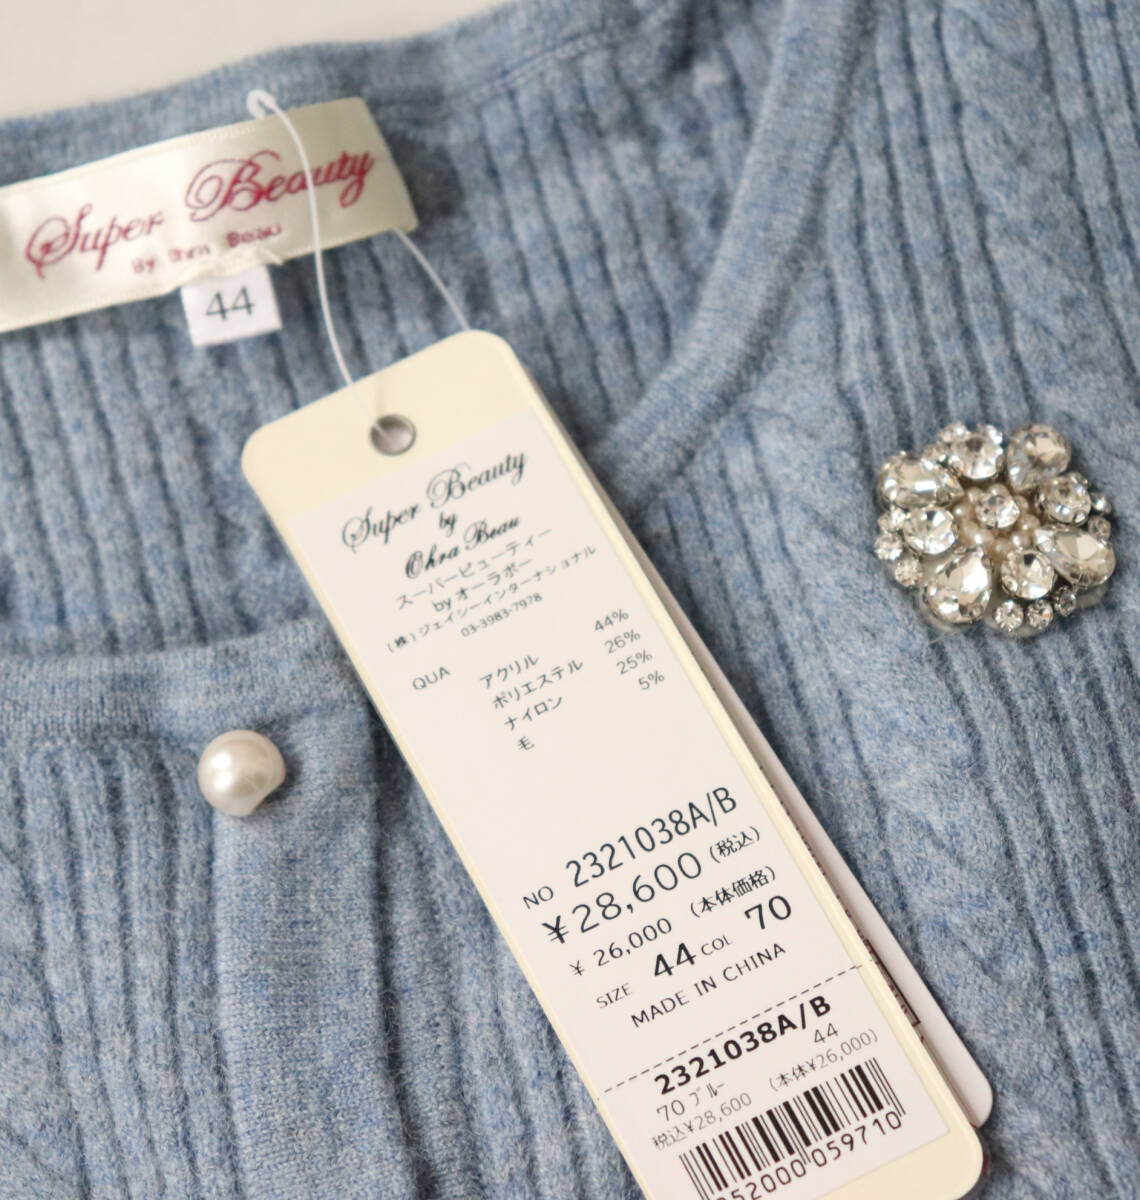 Super Beauty
By Ohra Beau
44
Super Beauty
by
Ohra Beau
スーパービューティー
by オーラボー
(株)ジェイシーインターナショナル
03-3983-7978
QUA アクリル 44%
ポリエステル 26%
ナイロン 25%
毛 5%
NO 2321038A/B
¥28,600 (税込)
¥ 26,000 (本体価格)
SIZE 44 COL 70
MADE IN CHINA
2321038A/B
70 ブルー 44
税込¥28,600 (本体¥26,000)
52000 059710